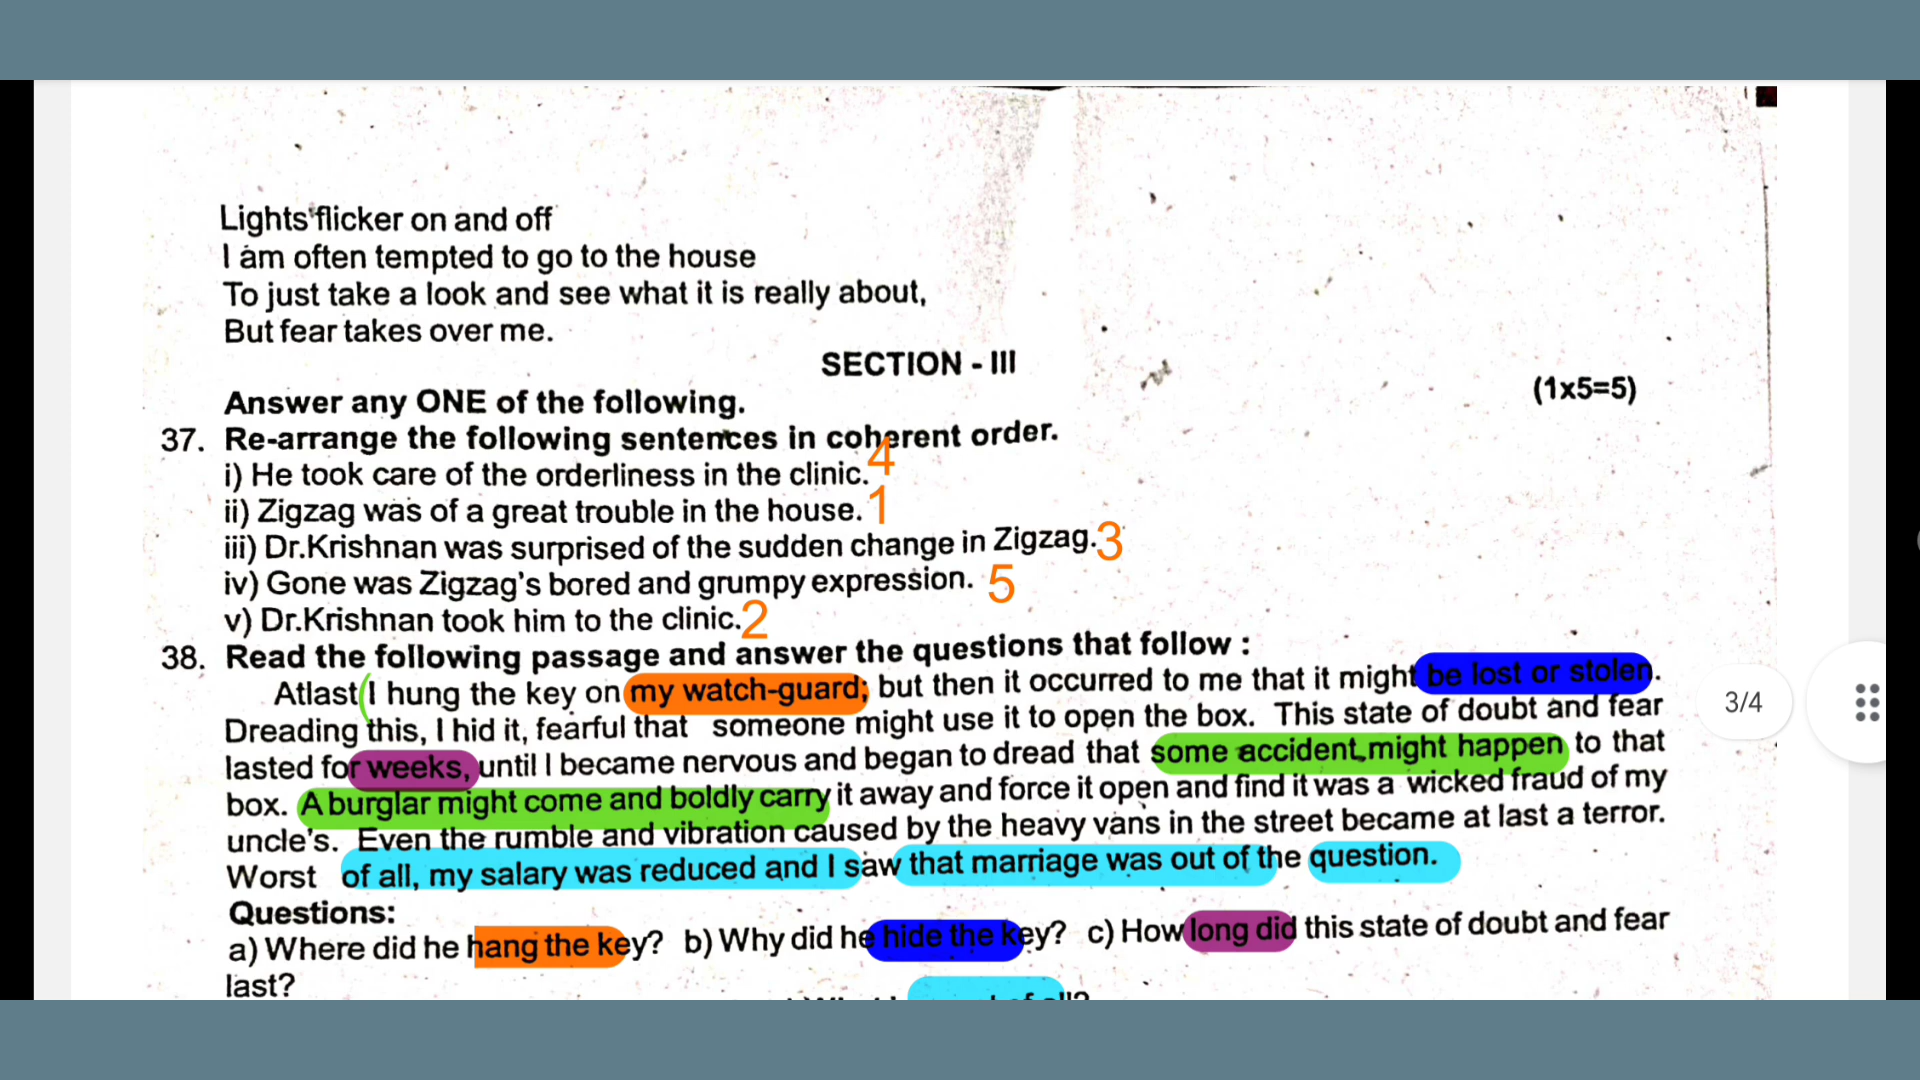 Lights flicker on and off
I am often tempted to go to the house
To just take a look and see what it is really about,
But fear takes over me.
SECTION - III
Answer any ONE of the following. (1x5=5)
37. Re-arrange the following sentences in coherent order.
i) He took care of the orderliness in the clinic. 4
ii) Zigzag was of a great trouble in the house. 1
iii) Dr.Krishnan was surprised of the sudden change in Zigzag. 3
iv) Gone was Zigzag's bored and grumpy expression. 5
v) Dr.Krishnan took him to the clinic. 2
38. Read the following passage and answer the questions that follow :
Atlast (I hung the key on my watch-guard; but then it occurred to me that it might be lost or stolen.
Dreading this, I hid it, fearful that someone might use it to open the box. This state of doubt and fear
lasted for weeks, until I became nervous and began to dread that some accident might happen to that
box. A burglar might come and boldly carry it away and force it open and find it was a wicked fraud of my
uncle's. Even the rumble and vibration caused by the heavy vans in the street became at last a terror.
Worst of all, my salary was reduced and I saw that marriage was out of the question.
Questions:
a) Where did he hang the key? b) Why did he hide the key? c) How long did this state of doubt and fear
last?
3/4